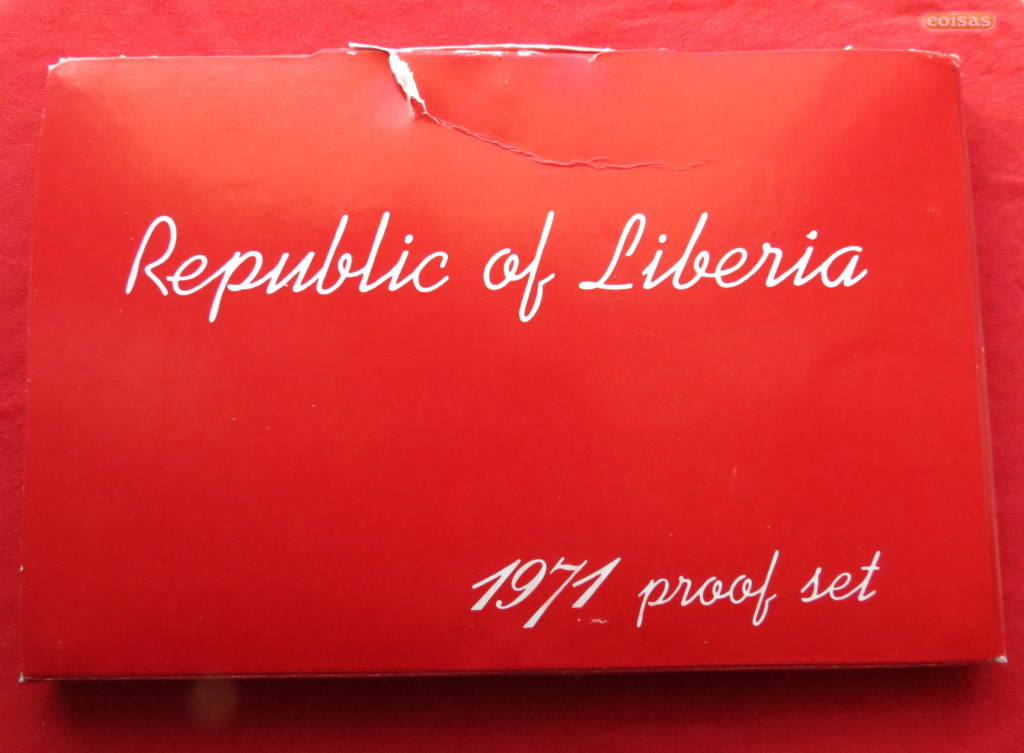 coisas
Republic of Liberia
1971 proof set